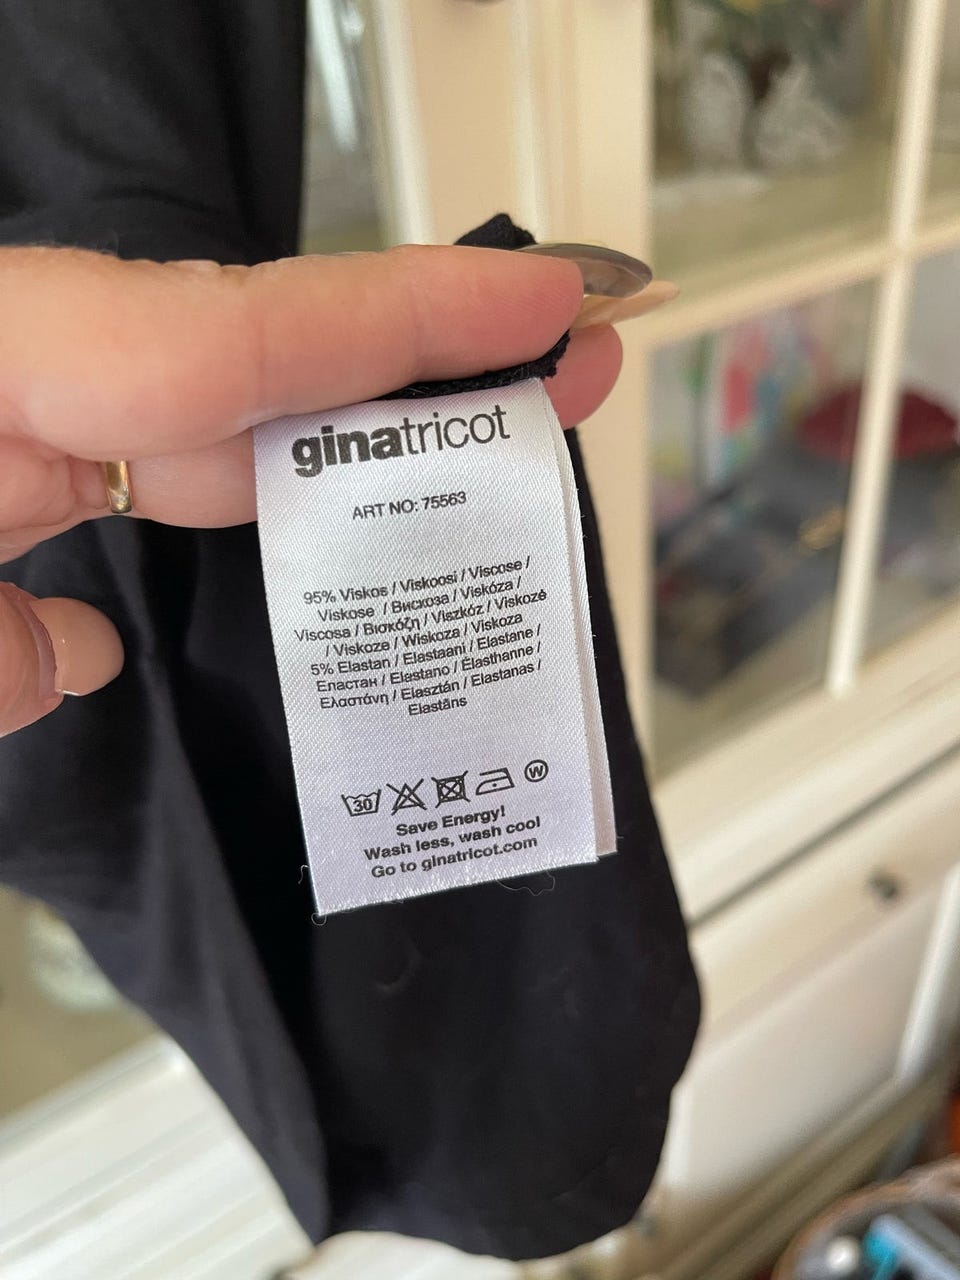 ginatricot
ART NO: 75563
95% Viskos / Viskoosi / Viscose /
Viskose / Вискоза / Viskóza /
Viscosa / Βισκόζη / Viszkóz / Viskozė
/ Viskoze / Wiskoza / Viskoza
5% Elastan / Elastaani / Elastane /
Еластан / Elastano / Élasthanne /
Ελαστάνη / Elasztán / Elastanas /
Elastāns
30
W
Save Energy!
Wash less, wash cool
Go to ginatricot.com